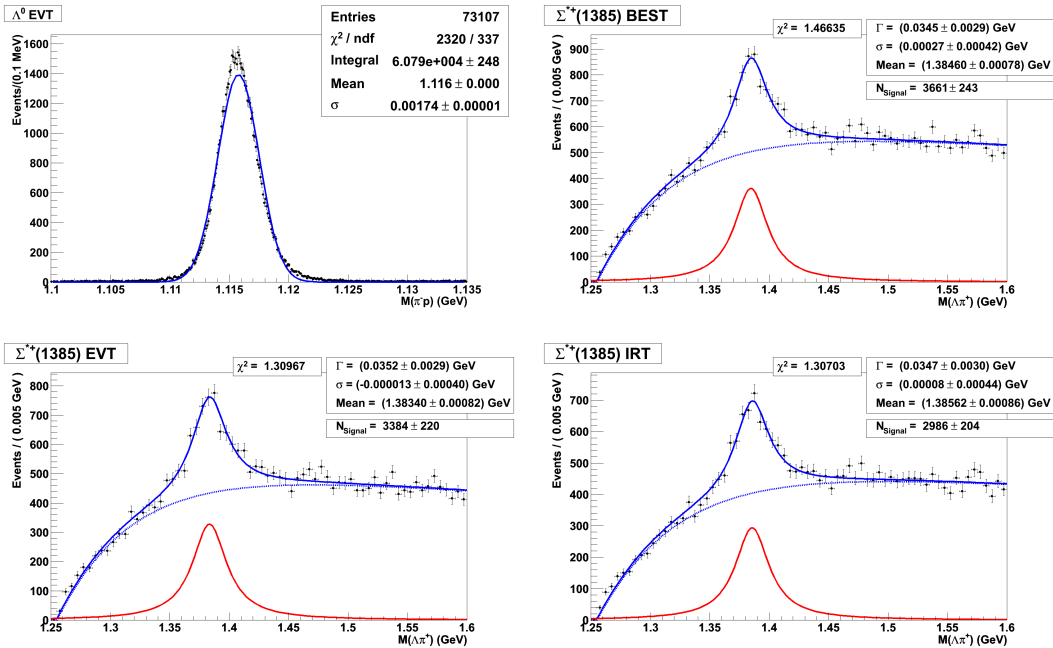 Λ⁰ EVT
Entries 73107
χ² / ndf 2320 / 337
Integral 6.079e+004 ± 248
Mean 1.116 ± 0.000
σ 0.00174 ± 0.00001
Events/(0.1 MeV)
1600
1400
1200
1000
800
600
400
200
0
1.1 1.105 1.11 1.115 1.12 1.125 1.13 1.135
M(π⁻p) (GeV)
Σ*⁺(1385) BEST
χ² = 1.46635
Γ = (0.0345 ± 0.0029) GeV
σ = (0.00027 ± 0.00042) GeV
Mean = (1.38460 ± 0.00078) GeV
N_Signal = 3661 ± 243
Events / ( 0.005 GeV )
900
800
700
600
500
400
300
200
100
0
1.25 1.3 1.35 1.4 1.45 1.5 1.55 1.6
M(Λπ⁺) (GeV)
Σ*⁺(1385) EVT
χ² = 1.30967
Γ = (0.0352 ± 0.0029) GeV
σ = (-0.000013 ± 0.00040) GeV
Mean = (1.38340 ± 0.00082) GeV
N_Signal = 3384 ± 220
Events / ( 0.005 GeV )
800
700
600
500
400
300
200
100
0
1.25 1.3 1.35 1.4 1.45 1.5 1.55 1.6
M(Λπ⁺) (GeV)
Σ*⁺(1385) IRT
χ² = 1.30703
Γ = (0.0347 ± 0.0030) GeV
σ = (0.00008 ± 0.00044) GeV
Mean = (1.38562 ± 0.00086) GeV
N_Signal = 2986 ± 204
Events / ( 0.005 GeV )
700
600
500
400
300
200
100
0
1.25 1.3 1.35 1.4 1.45 1.5 1.55 1.6
M(Λπ⁺) (GeV)